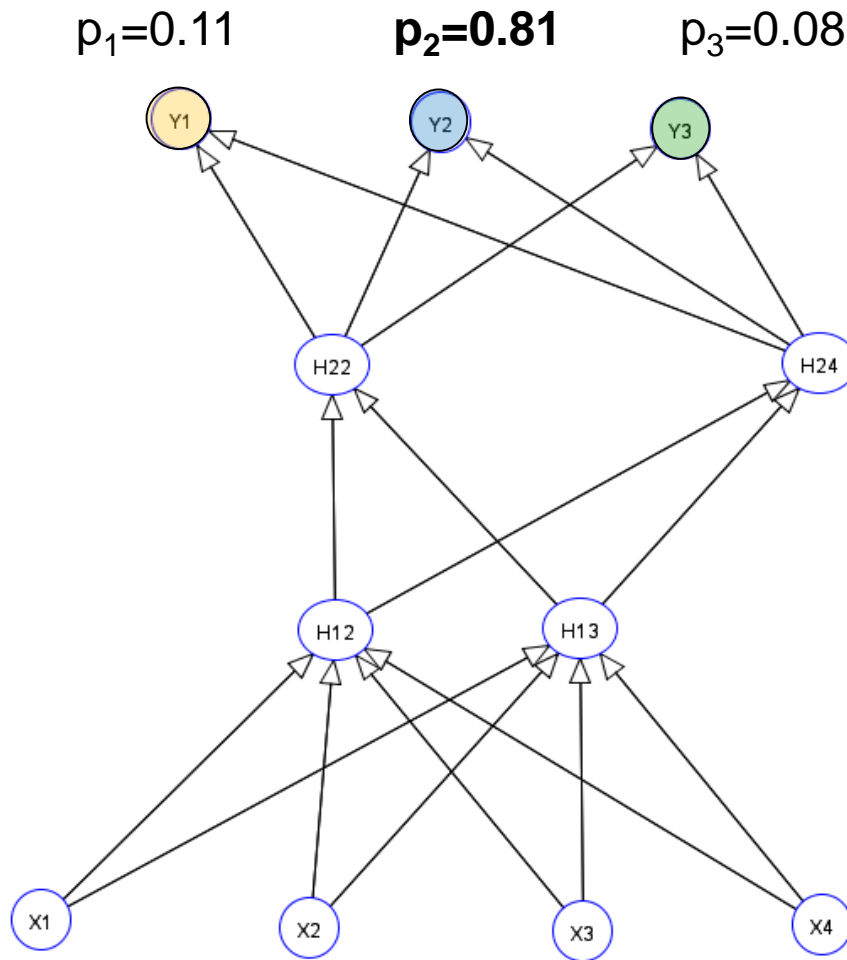 p₁=0.11 p₂=0.81 p₃=0.08
Y1 Y2 Y3
H22 H24
H12 H13
X1 X2 X3 X4